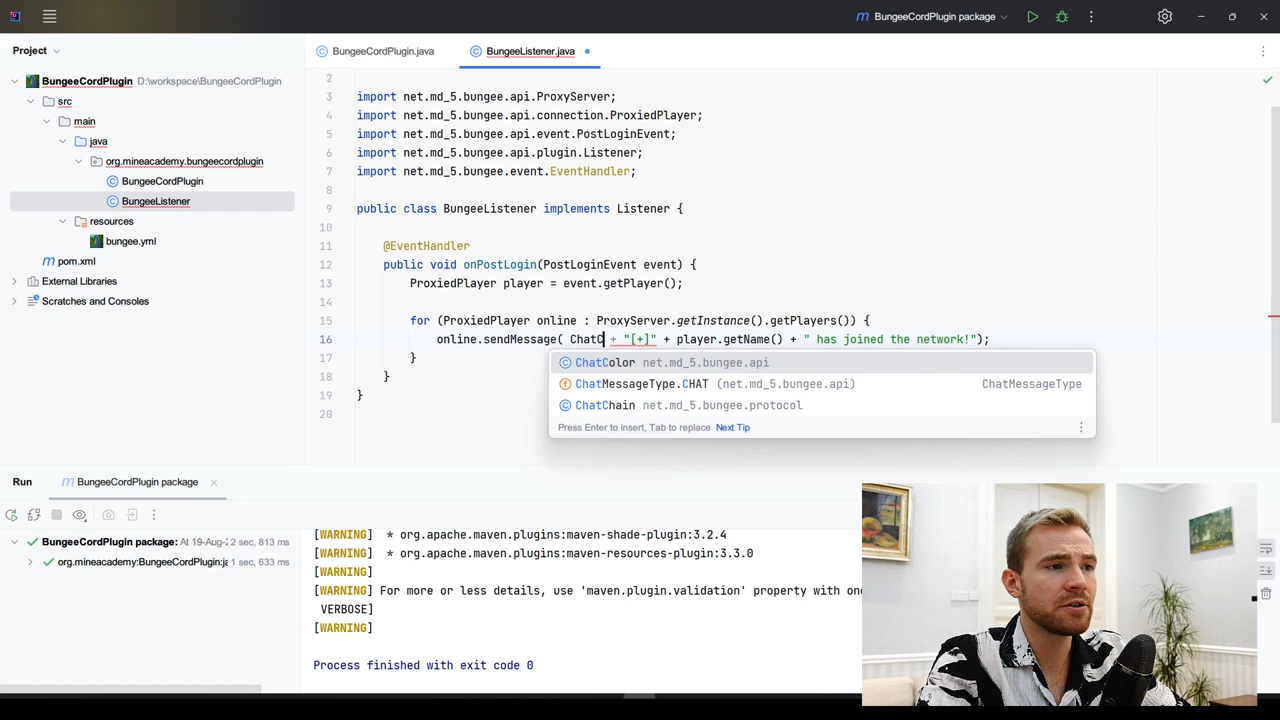 BungeeCordPlugin package
Project
BungeeCordPlugin.java
BungeeListener.java
BungeeCordPlugin D:\workspace\BungeeCordPlugin
src
main
java
org.mineacademy.bungeecordplugin
BungeeCordPlugin
BungeeListener
resources
bungee.yml
pom.xml
External Libraries
Scratches and Consoles
2
3 import net.md_5.bungee.api.ProxyServer;
4 import net.md_5.bungee.api.connection.ProxiedPlayer;
5 import net.md_5.bungee.api.event.PostLoginEvent;
6 import net.md_5.bungee.api.plugin.Listener;
7 import net.md_5.bungee.event.EventHandler;
8
9 public class BungeeListener implements Listener {
10
11 @EventHandler
12 public void onPostLogin(PostLoginEvent event) {
13 ProxiedPlayer player = event.getPlayer();
14
15 for (ProxiedPlayer online : ProxyServer.getInstance().getPlayers()) {
16 online.sendMessage( ChatC + "[+]" + player.getName() + " has joined the network!");
17 }
18 }
19 }
20
ChatColor net.md_5.bungee.api
ChatMessageType.CHAT (net.md_5.bungee.api) ChatMessageType
ChatChain net.md_5.bungee.protocol
Press Enter to insert, Tab to replace Next Tip
Run
BungeeCordPlugin package
BungeeCordPlugin package: At 19-Aug-2 2 sec, 813 ms
org.mineacademy:BungeeCordPlugin:ja 1 sec, 633 ms
[WARNING] * org.apache.maven.plugins:maven-shade-plugin:3.2.4
[WARNING] * org.apache.maven.plugins:maven-resources-plugin:3.3.0
[WARNING]
[WARNING] For more or less details, use 'maven.plugin.validation' property with one
VERBOSE]
[WARNING]
Process finished with exit code 0